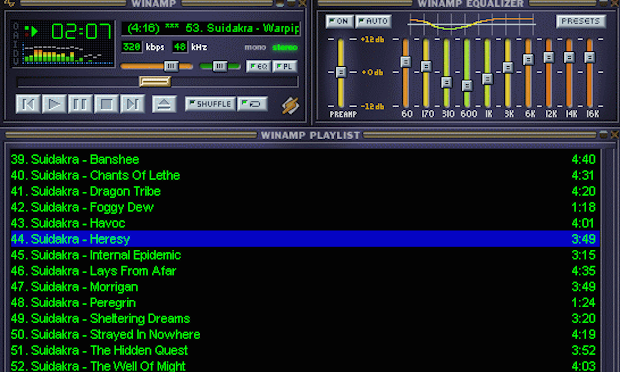 WINAMP
O A I D V
02:07
(4:16) *** 53. Suidakra - Warpip
320 kbps 48 kHz mono stereo
EQ PL
SHUFFLE
WINAMP EQUALIZER
ON AUTO PRESETS
+12db
+0db
-12db
PREAMP 60 170 310 600 1K 3K 6K 12K 14K 16K
WINAMP PLAYLIST
39. Suidakra - Banshee 4:40
40. Suidakra - Chants Of Lethe 4:31
41. Suidakra - Dragon Tribe 4:20
42. Suidakra - Foggy Dew 1:18
43. Suidakra - Havoc 4:01
44. Suidakra - Heresy 3:49
45. Suidakra - Internal Epidemic 3:15
46. Suidakra - Lays From Afar 4:35
47. Suidakra - Morrigan 3:49
48. Suidakra - Peregrin 1:24
49. Suidakra - Sheltering Dreams 3:20
50. Suidakra - Strayed In Nowhere 4:19
51. Suidakra - The Hidden Quest 3:52
52. Suidakra - The Well Of Might 4:03